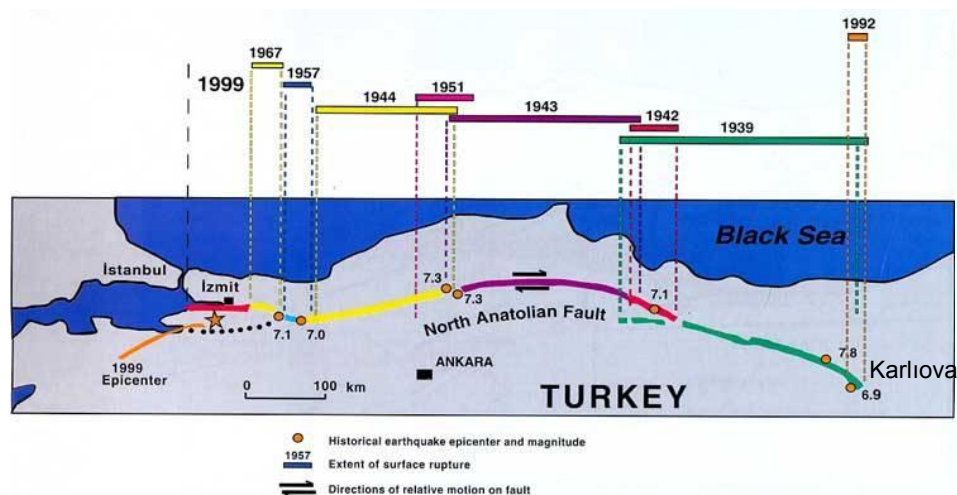 1992
1967
1999
1957
1951
1944
1943
1942
1939
Black Sea
İstanbul
İzmit
7.3
7.3
7.1
North Anatolian Fault
7.1
7.0
7.8
Karlıova
6.9
1999
Epicenter
0 100 km
ANKARA
TURKEY
Historical earthquake epicenter and magnitude
1957
Extent of surface rupture
Directions of relative motion on fault